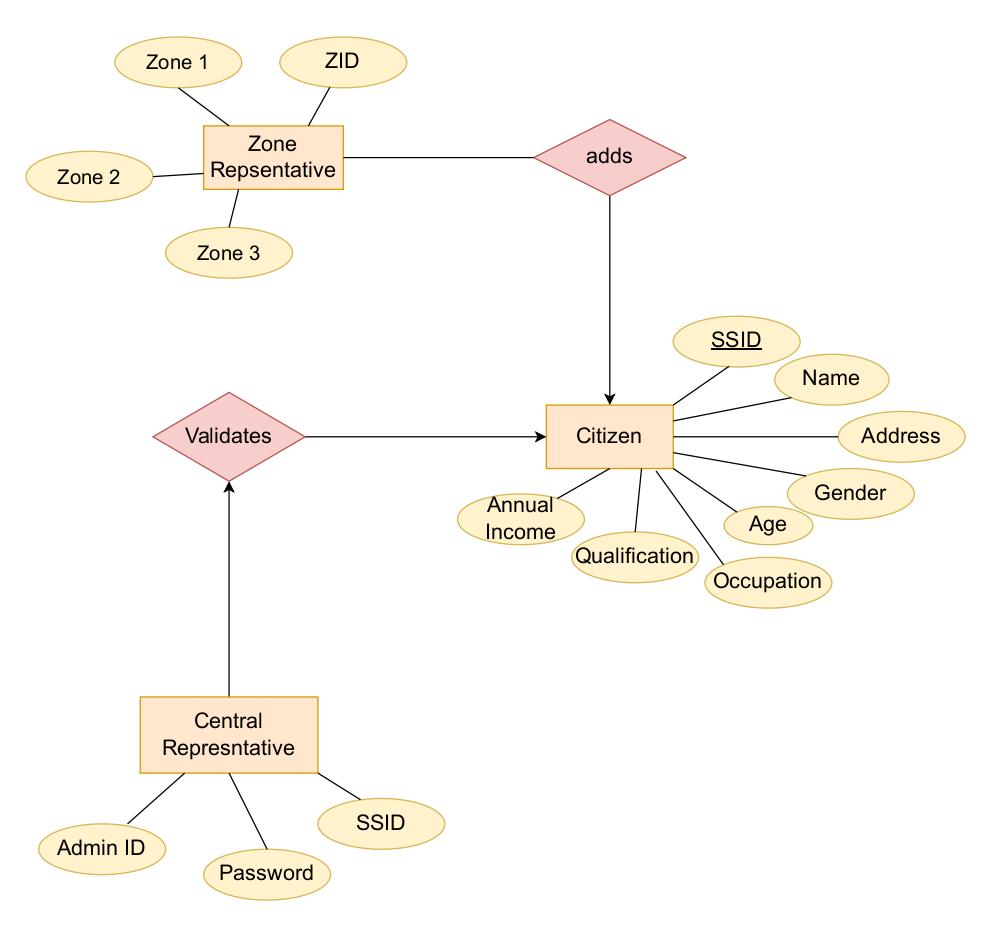 Zone 1
ZID
Zone
Repsentative
adds
Zone 2
Zone 3
SSID
Name
Validates
Citizen
Address
Gender
Annual
Income
Age
Qualification
Occupation
Central
Represntative
SSID
Admin ID
Password